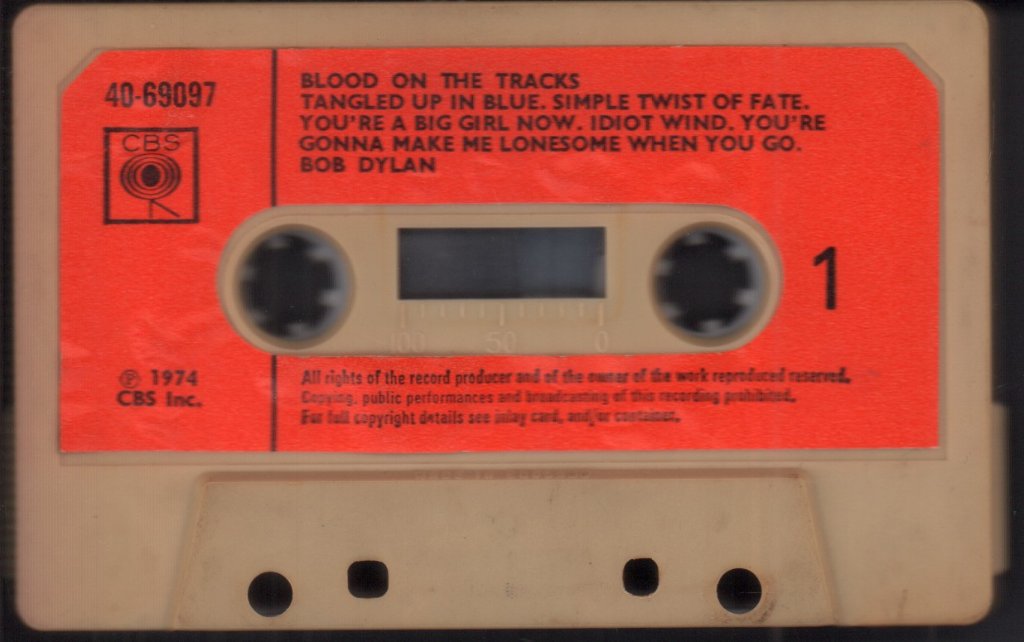 40-69097
CBS
BLOOD ON THE TRACKS
TANGLED UP IN BLUE. SIMPLE TWIST OF FATE.
YOU'RE A BIG GIRL NOW. IDIOT WIND. YOU'RE
GONNA MAKE ME LONESOME WHEN YOU GO.
BOB DYLAN
1
100 50 0
℗ 1974
CBS Inc.
All rights of the record producer and of the owner of the work reproduced reserved.
Copying, public performances and broadcasting of this recording prohibited.
For full copyright details see inlay card, and/or container.